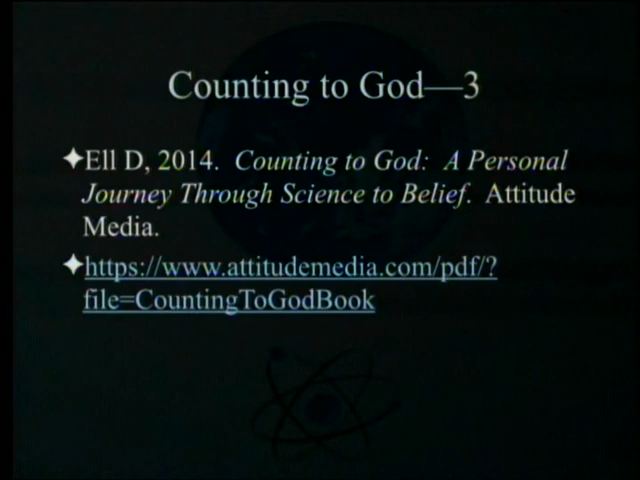 Counting to God—3
Ell D, 2014. Counting to God: A Personal
Journey Through Science to Belief. Attitude
Media.
https://www.attitudemedia.com/pdf/?
file=CountingToGodBook